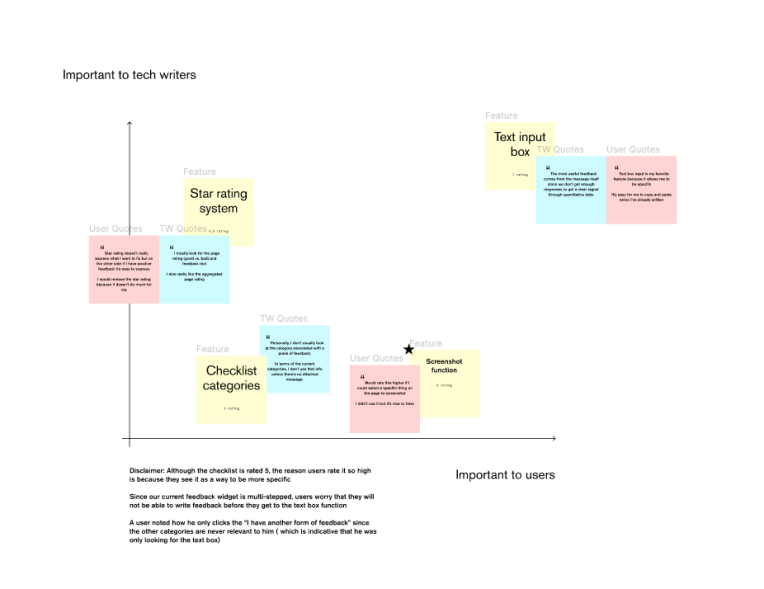 Important to tech writers
Feature
Text input
box
7 rating
TW Quotes
“
The most useful feedback
comes from the message itself
since we don't get enough
responses to get a clear signal
through quantitative data
User Quotes
“
Text box input is my favorite
feature because it allows me to
be specific
It's easy for me to copy and paste
notes I've already written
Feature
Star rating
system
User Quotes
“
Star rating doesn't really
express what I want to fix but on
the other side if I have positive
feedback it's easy to express
I would remove the star rating
because it doesn't do much for
me
TW Quotes
“
I mostly look for the page
rating (good vs. bad) and
feedback text
I also really like the aggregated
page rating
TW Quotes
“
Personally, I don't usually look
at the category associated with a
piece of feedback.
In terms of the current
categories, I don't use that info
unless there's no attached
message.
Feature
Checklist
categories
5 rating
User Quotes
“
Would rate this higher if I
could select a specific thing on
the page to screenshot
I didn't use it but it's nice to have
Feature
Screenshot
function
Important to users
Disclaimer: Although the checklist is rated 5, the reason users rate it so high
is because they see it as a way to be more specific
Since our current feedback widget is multi-stepped, users worry that they will
not be able to write feedback before they get to the text box function
A user noted how he only clicks the "I have another form of feedback" since
the other categories are never relevant to him ( which is indicative that he was
only looking for the text box)